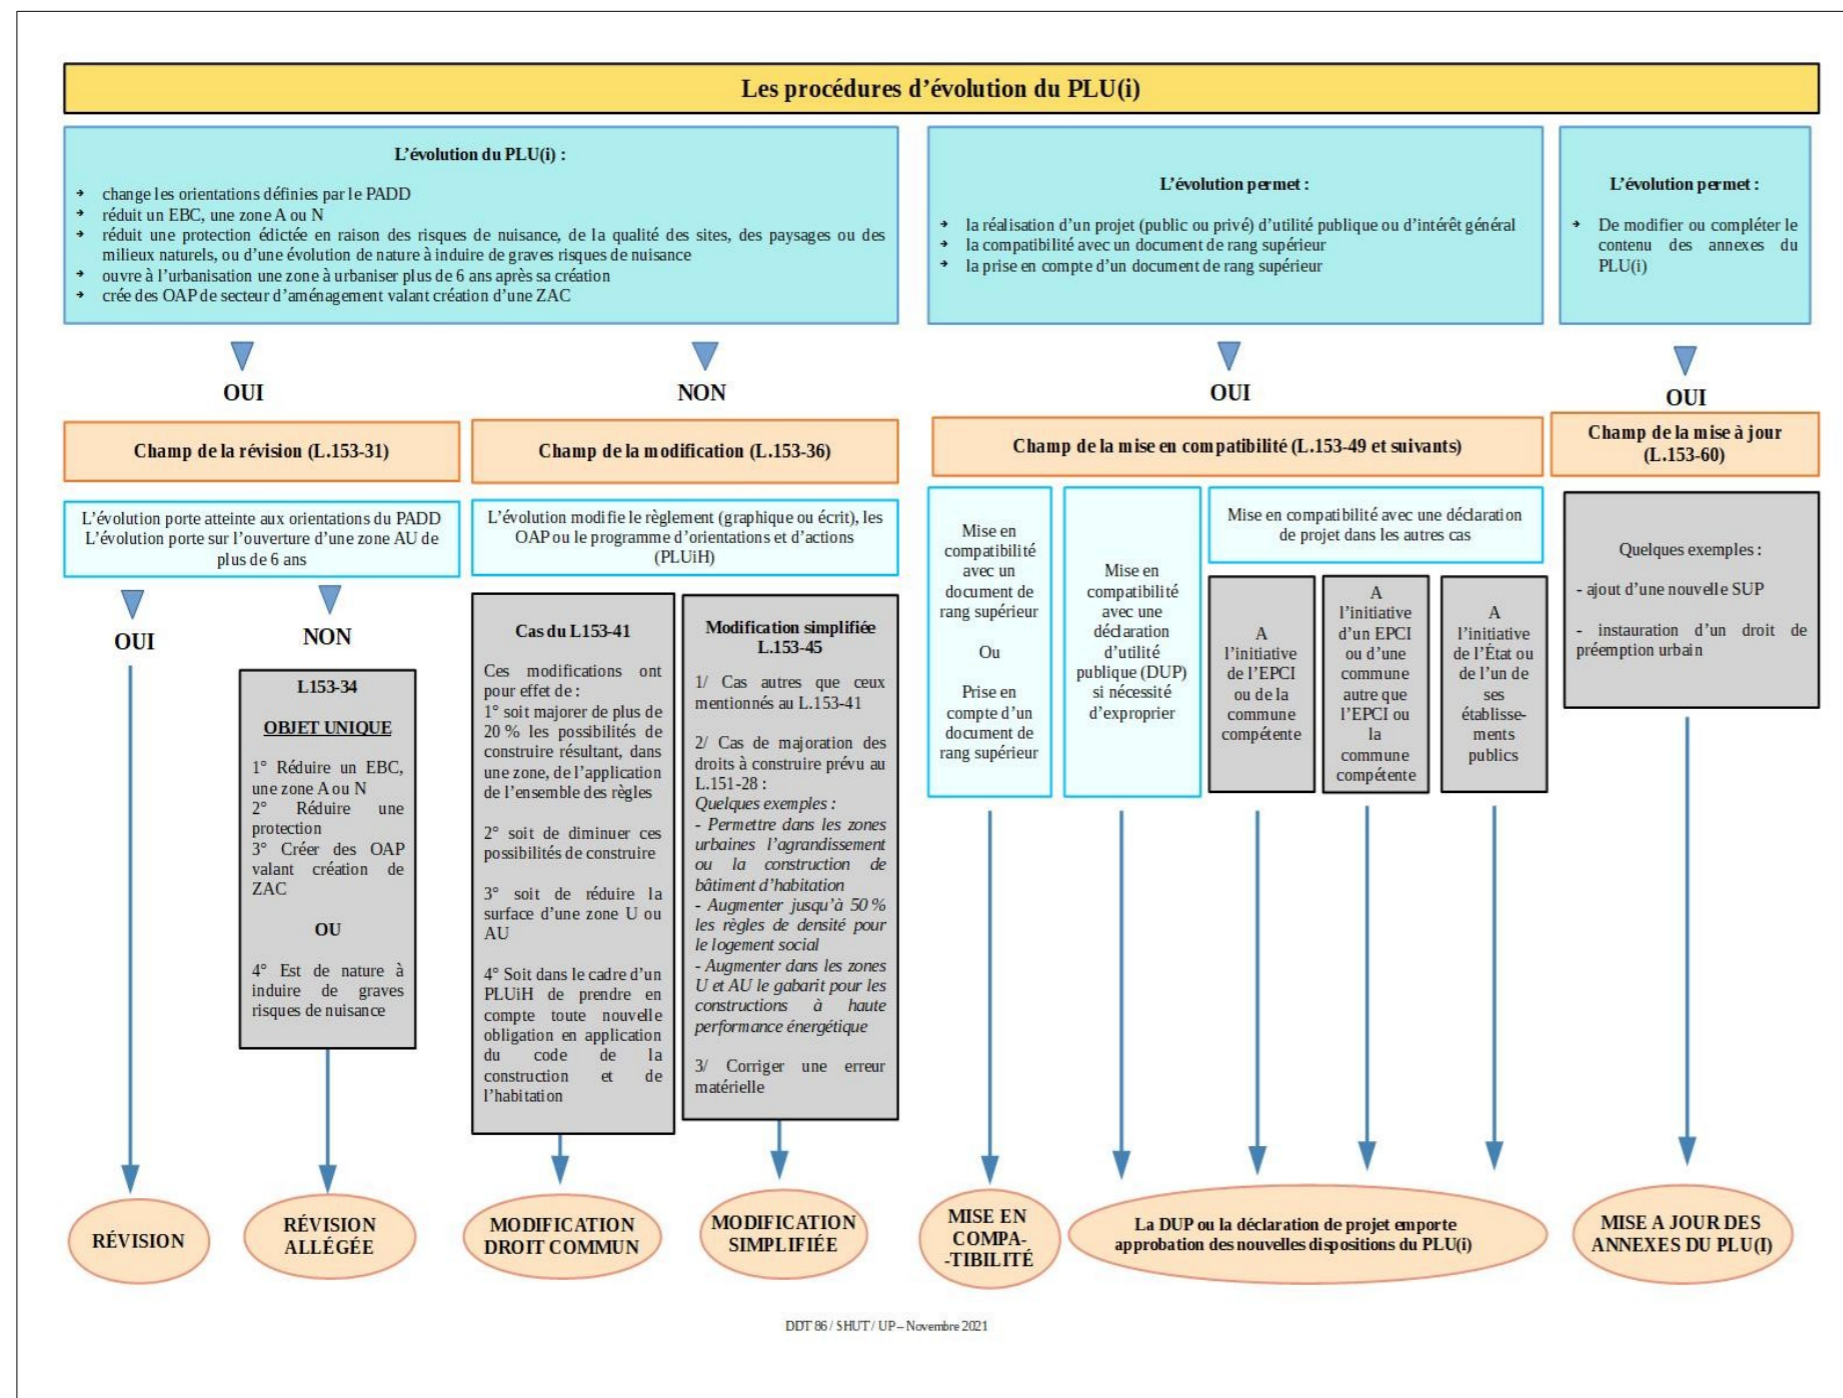 Les procédures d’évolution du PLU(i)
L’évolution du PLU(i) :
➔ change les orientations définies par le PADD
➔ réduit un EBC, une zone A ou N
➔ réduit une protection édictée en raison des risques de nuisance, de la qualité des sites, des paysages ou des
milieux naturels, ou d’une évolution de nature à induire de graves risques de nuisance
➔ ouvre à l’urbanisation une zone à urbaniser plus de 6 ans après sa création
➔ crée des OAP de secteur d’aménagement valant création d’une ZAC
L’évolution permet :
➔ la réalisation d’un projet (public ou privé) d’utilité publique ou d’intérêt général
➔ la compatibilité avec un document de rang supérieur
➔ la prise en compte d’un document de rang supérieur
L’évolution permet :
➔ De modifier ou compléter le
contenu des annexes du
PLU(i)
OUI
NON
OUI
OUI
Champ de la révision (L.153-31)
Champ de la modification (L.153-36)
Champ de la mise en compatibilité (L.153-49 et suivants)
Champ de la mise à jour
(L.153-60)
L’évolution porte atteinte aux orientations du PADD
L’évolution porte sur l’ouverture d’une zone AU de
plus de 6 ans
OUI
NON
L153-34
OBJET UNIQUE
1° Réduire un EBC,
une zone A ou N
2° Réduire une
protection
3° Créer des OAP
valant création de
ZAC
OU
4° Est de nature à
induire de graves
risques de nuisance
L’évolution modifie le règlement (graphique ou écrit), les
OAP ou le programme d’orientations et d’actions
(PLUiH)
Cas du L153-41
Ces modifications ont
pour effet de :
1° soit majorer de plus de
20 % les possibilités de
construire résultant, dans
une zone, de l’application
de l’ensemble des règles
2° soit de diminuer ces
possibilités de construire
3° soit de réduire la
surface d’une zone U ou
AU
4° Soit dans le cadre d’un
PLUiH de prendre en
compte toute nouvelle
obligation en application
du code de la
construction et de
l’habitation
Modification simplifiée
L.153-45
1/ Cas autres que ceux
mentionnés au L.153-41
2/ Cas de majoration des
droits à construire prévu au
L.151-28 :
Quelques exemples :
- Permettre dans les zones
urbaines l’agrandissement
ou la construction de
bâtiment d’habitation
- Augmenter jusqu’à 50 %
les règles de densité pour
le logement social
- Augmenter dans les zones
U et AU le gabarit pour les
constructions à haute
performance énergétique
3/ Corriger une erreur
matérielle
Mise en
compatibilité
avec un
document de
rang supérieur
Ou
Prise en
compte d’un
document de
rang supérieur
Mise en
compatibilité
avec une
déclaration
d’utilité
publique (DUP)
si nécessité
d’exproprier
Mise en compatibilité avec une déclaration
de projet dans les autres cas
A
l’initiative
de l’EPCI
ou de la
commune
compétente
A
l’initiative
d’un EPCI
ou d’une
commune
autre que
l’EPCI ou
la
commune
compétente
A
l’initiative
de l’État ou
de l’un de
ses
établisse-
ments
publics
Quelques exemples :
- ajout d’une nouvelle SUP
- instauration d’un droit de
préemption urbain
RÉVISION
RÉVISION
ALLÉGÉE
MODIFICATION
DROIT COMMUN
MODIFICATION
SIMPLIFIÉE
MISE EN
COMPA-
-TIBILITÉ
La DUP ou la déclaration de projet emporte
approbation des nouvelles dispositions du PLU(i)
MISE A JOUR DES
ANNEXES DU PLU(I)
DDT 86 / SHUT / UP – Novembre 2021